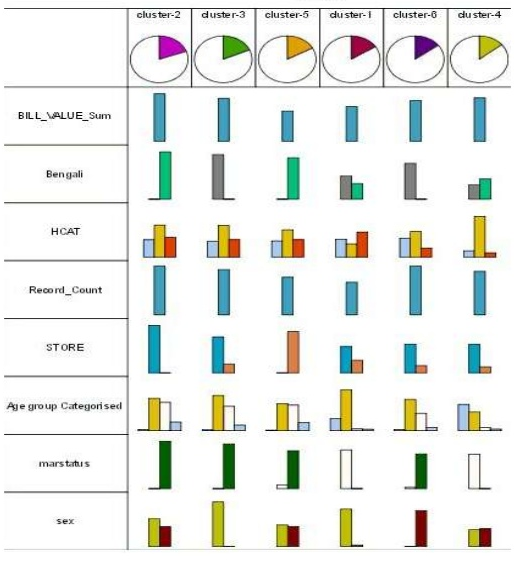 cluster-2 cluster-3 cluster-5 cluster-1 cluster-6 cluster-4
BILL_VALUE_Sum
Bengali
HCAT
Record_Count
STORE
Age group Categorised
marstatus
sex